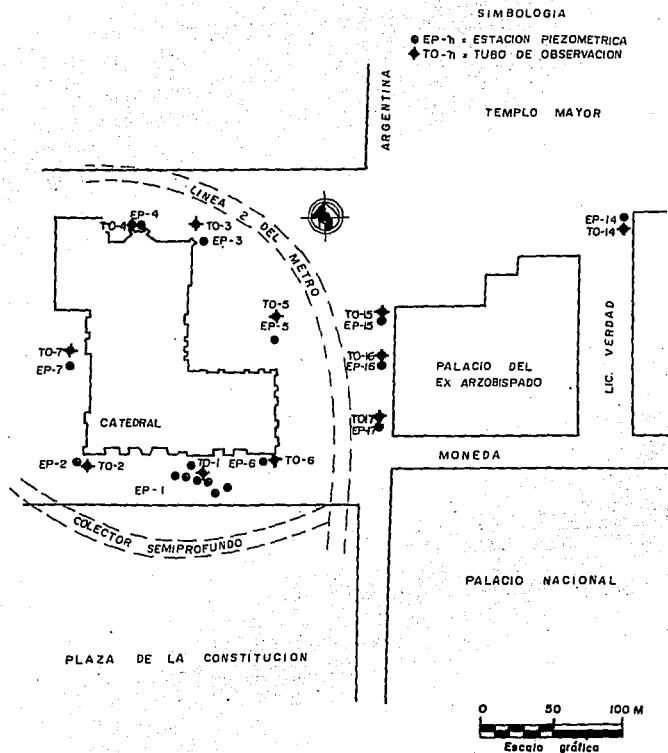 SIMBOLOGIA
EP-n = ESTACION PIEZOMETRICA
TO-n = TUBO DE OBSERVACION
ARGENTINA
TEMPLO MAYOR
LINEA 2 DEL METRO
EP-4
TO-4
TO-3
EP-3
EP-14
TO-14
TO-5
EP-5
TO-15
EP-15
TO-7
EP-7
TO-16
EP-16
PALACIO DEL
EX ARZOBISPADO
LIC. VERDAD
CATEDRAL
TO17
EP-17
MONEDA
EP-2
TO-2
TO-1
EP-6
TO-6
EP-1
COLECTOR SEMIPROFUNDO
PALACIO NACIONAL
PLAZA DE LA CONSTITUCION
0 50 100 M
Escala gráfica